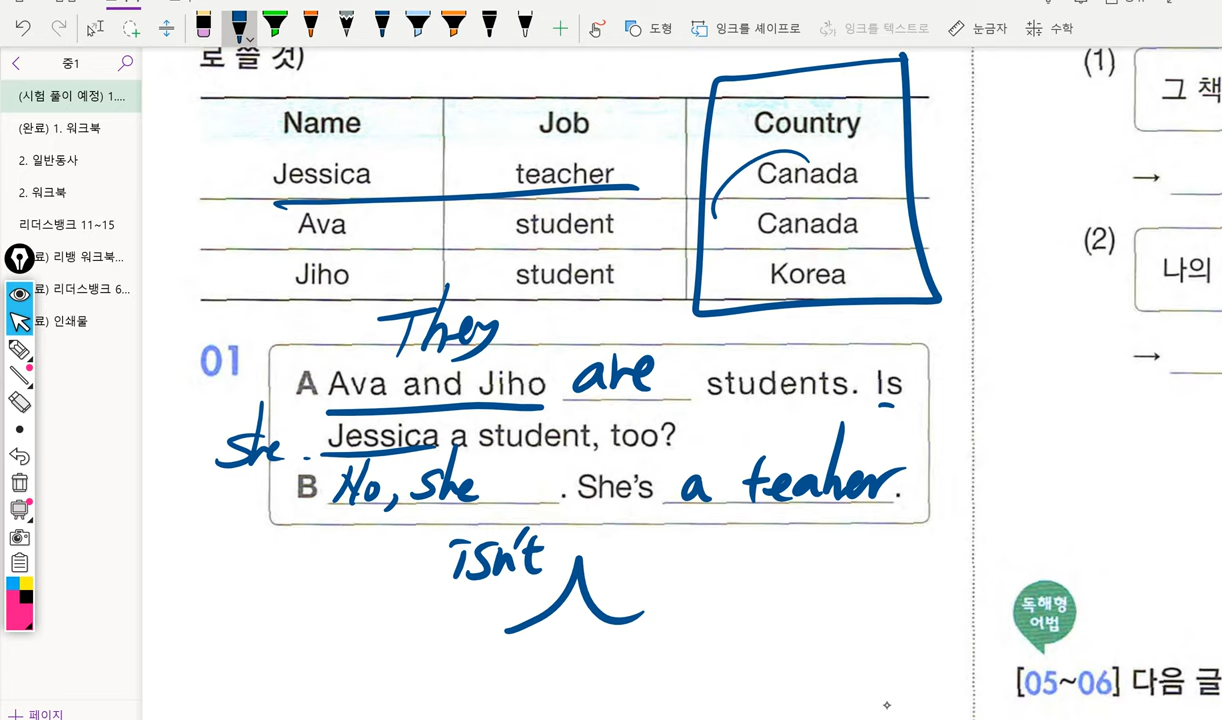 도형
잉크를 셰이프로
잉크를 텍스트로
눈금자
수학
중1
(시험 풀이 예정) 1....
(완료) 1. 워크북
2. 일반동사
2. 워크북
리더스뱅크 11~15
료) 리뱅 워크북...
료) 리더스뱅크 6...
료) 인쇄물
페이지
로 쓸 것)
Name Job Country
Jessica teacher Canada
Ava student Canada
Jiho student Korea
They
01
A Ava and Jiho are students. Is
She
Jessica a student, too?
B No, she . She's a teaher.
isn't
(1)
그 책
→
(2)
나의
→
독해형
어법
[05~06] 다음 글